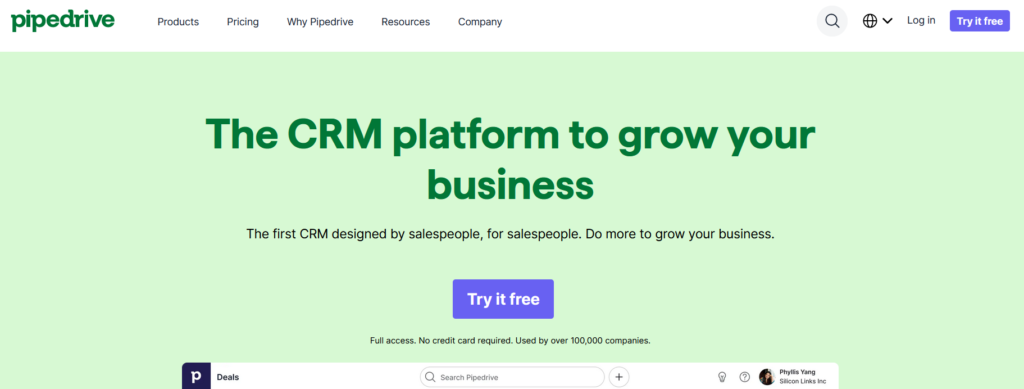 pipedrive
Products
Pricing
Why Pipedrive
Resources
Company
Log in
Try it free
The CRM platform to grow your
business
The first CRM designed by salespeople, for salespeople. Do more to grow your business.
Try it free
Full access. No credit card required. Used by over 100,000 companies.
p
Deals
Search Pipedrive
Phyllis Yang
Silicon Links Inc